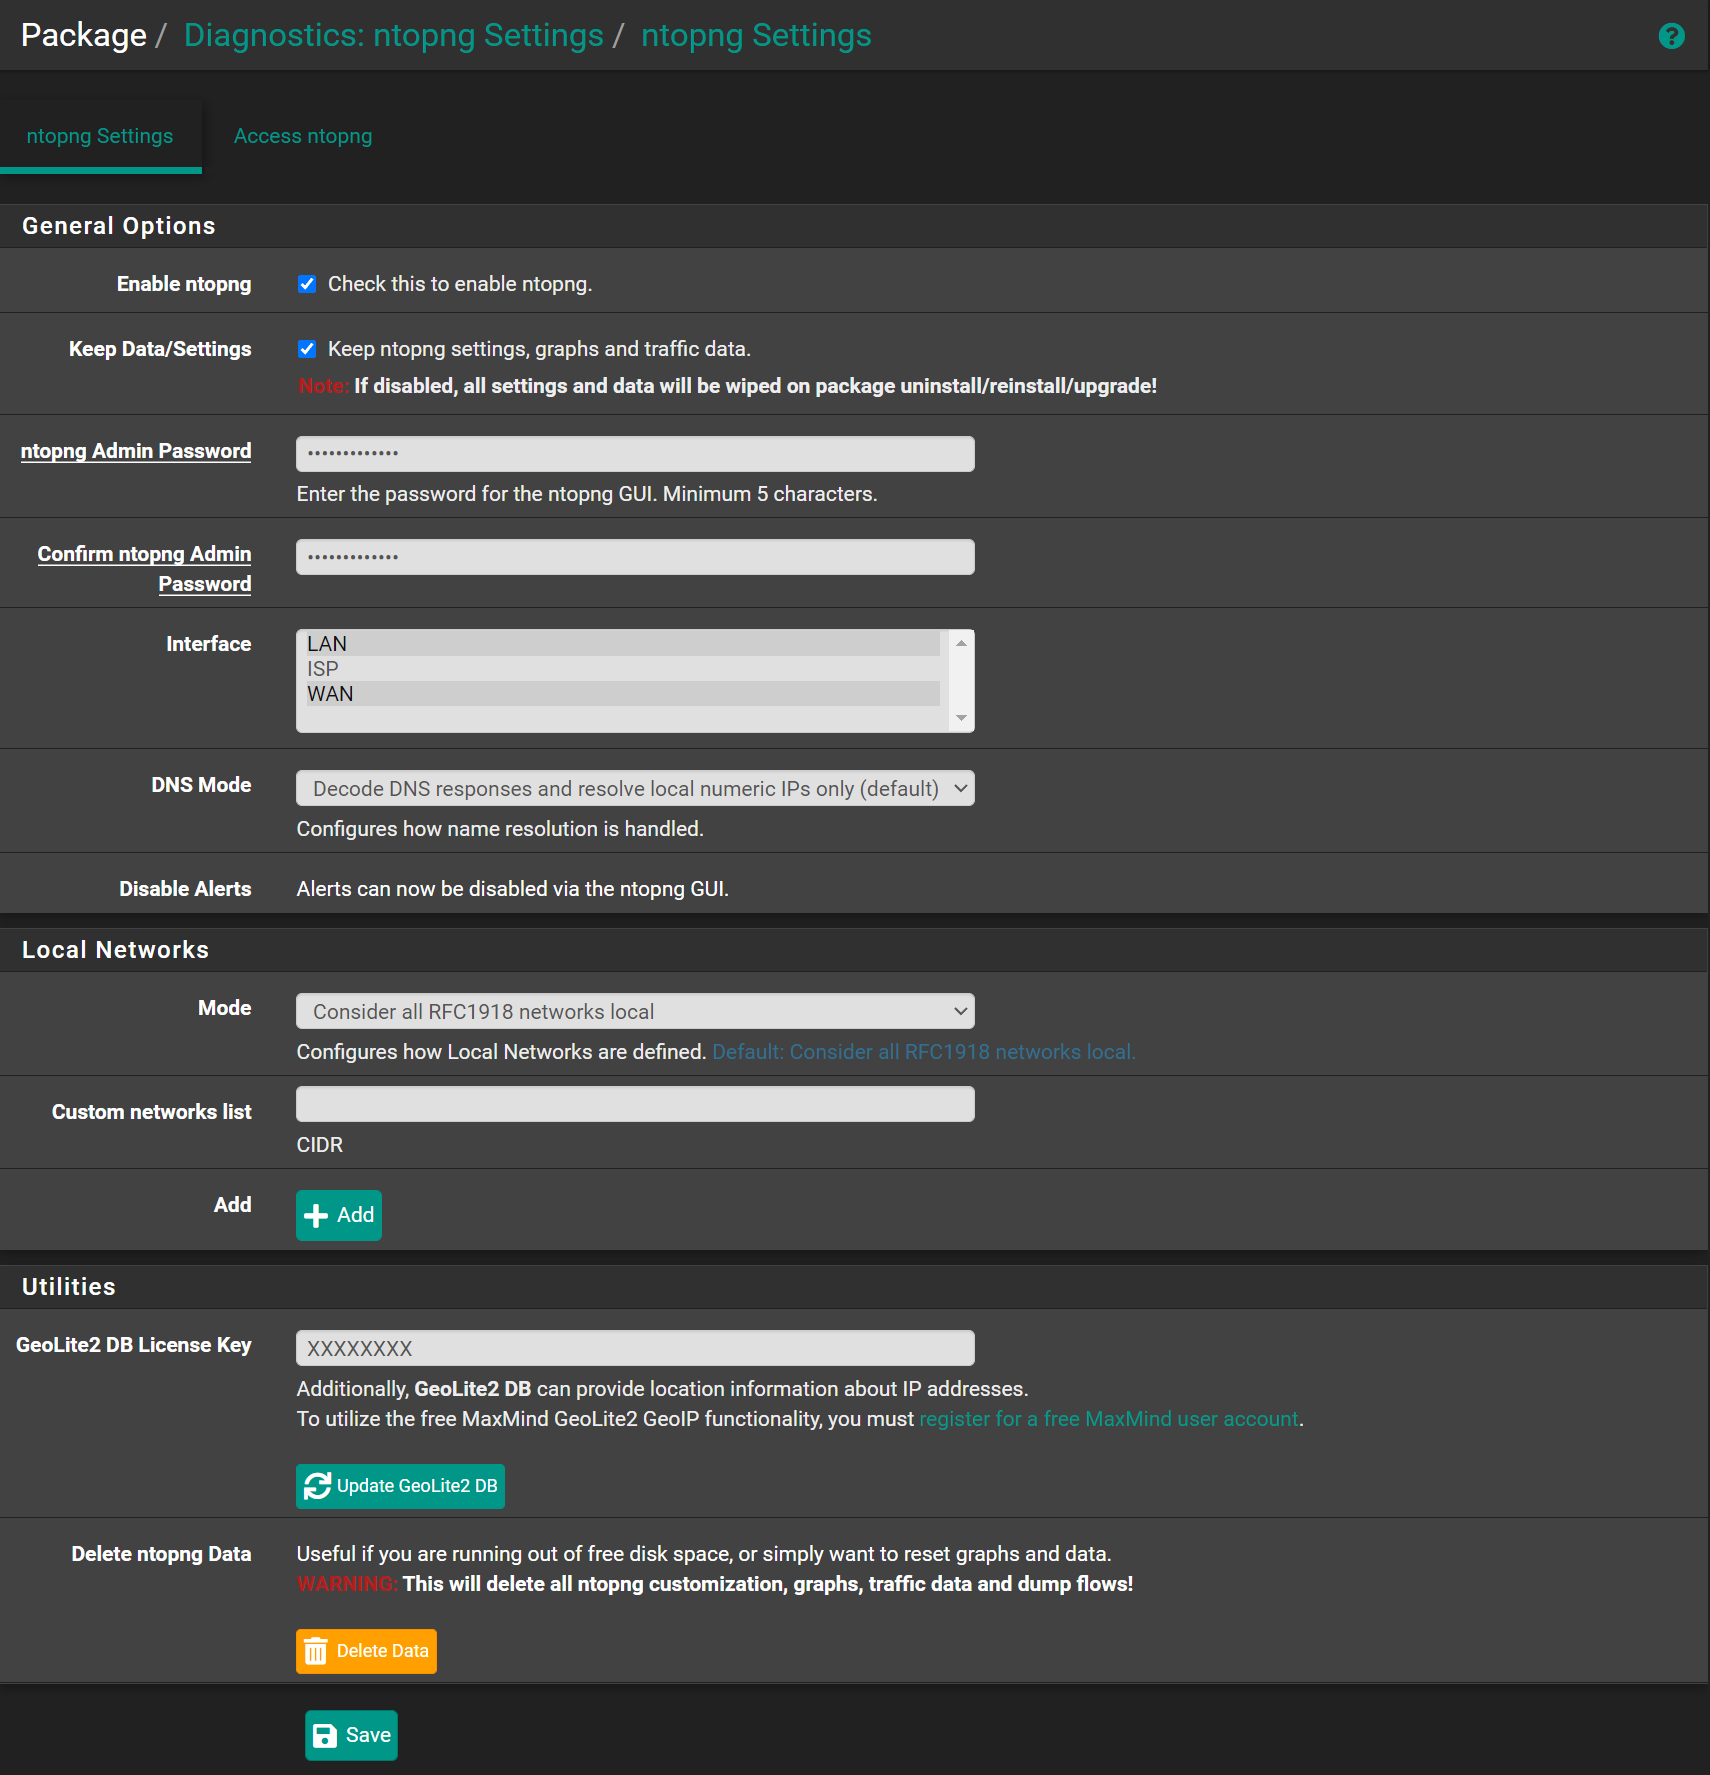 Package / Diagnostics: ntopng Settings / ntopng Settings
ntopng Settings
Access ntopng
General Options
Enable ntopng
Check this to enable ntopng.
Keep Data/Settings
Keep ntopng settings, graphs and traffic data.
Note: If disabled, all settings and data will be wiped on package uninstall/reinstall/upgrade!
ntopng Admin Password
•••••••••••••
Enter the password for the ntopng GUI. Minimum 5 characters.
Confirm ntopng Admin
Password
•••••••••••••
Interface
LAN
ISP
WAN
DNS Mode
Decode DNS responses and resolve local numeric IPs only (default)
Configures how name resolution is handled.
Disable Alerts
Alerts can now be disabled via the ntopng GUI.
Local Networks
Mode
Consider all RFC1918 networks local
Configures how Local Networks are defined. Default: Consider all RFC1918 networks local.
Custom networks list
CIDR
Add
Add
Utilities
GeoLite2 DB License Key
XXXXXXXX
Additionally, GeoLite2 DB can provide location information about IP addresses.
To utilize the free MaxMind GeoLite2 GeoIP functionality, you must register for a free MaxMind user account.
Update GeoLite2 DB
Delete ntopng Data
Useful if you are running out of free disk space, or simply want to reset graphs and data.
WARNING: This will delete all ntopng customization, graphs, traffic data and dump flows!
Delete Data
Save